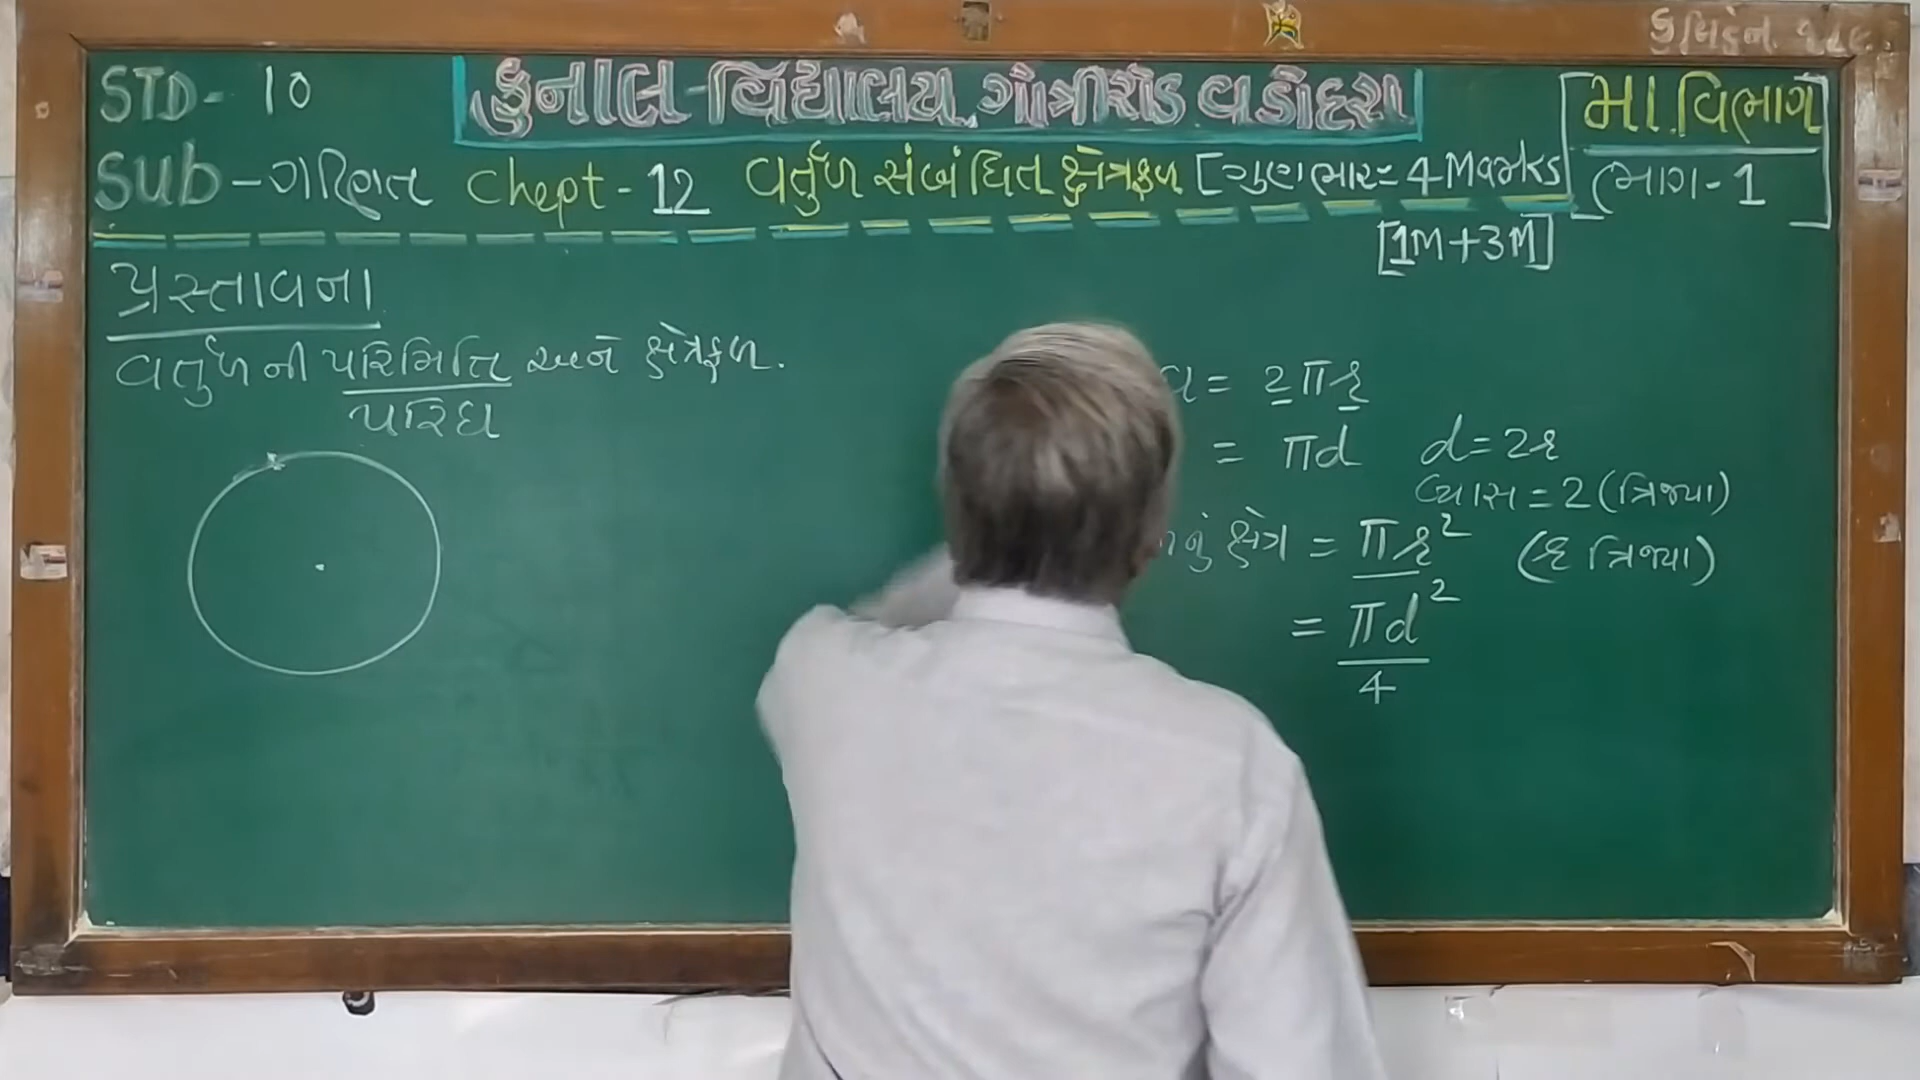 STD - 10
કુનાલ વિદ્યાલય ગોત્રીરોડ વડોદરા
મા. વિભાગ
ભાગ - 1
Sub - ગણિત Chept - 12 વર્તુળ સંબંધિત ક્ષેત્રફળ [ગુણભાર = 4 Marks
[1M+3M]
પ્રસ્તાવના
વર્તુળની પરિમિતિ અને ક્ષેત્રફળ.
પરિઘ
= 2πr
= πd d = 2r
વ્યાસ = 2 (ત્રિજ્યા)
નું ક્ષેત્ર = πr² (r ત્રિજ્યા)
= πd²
4